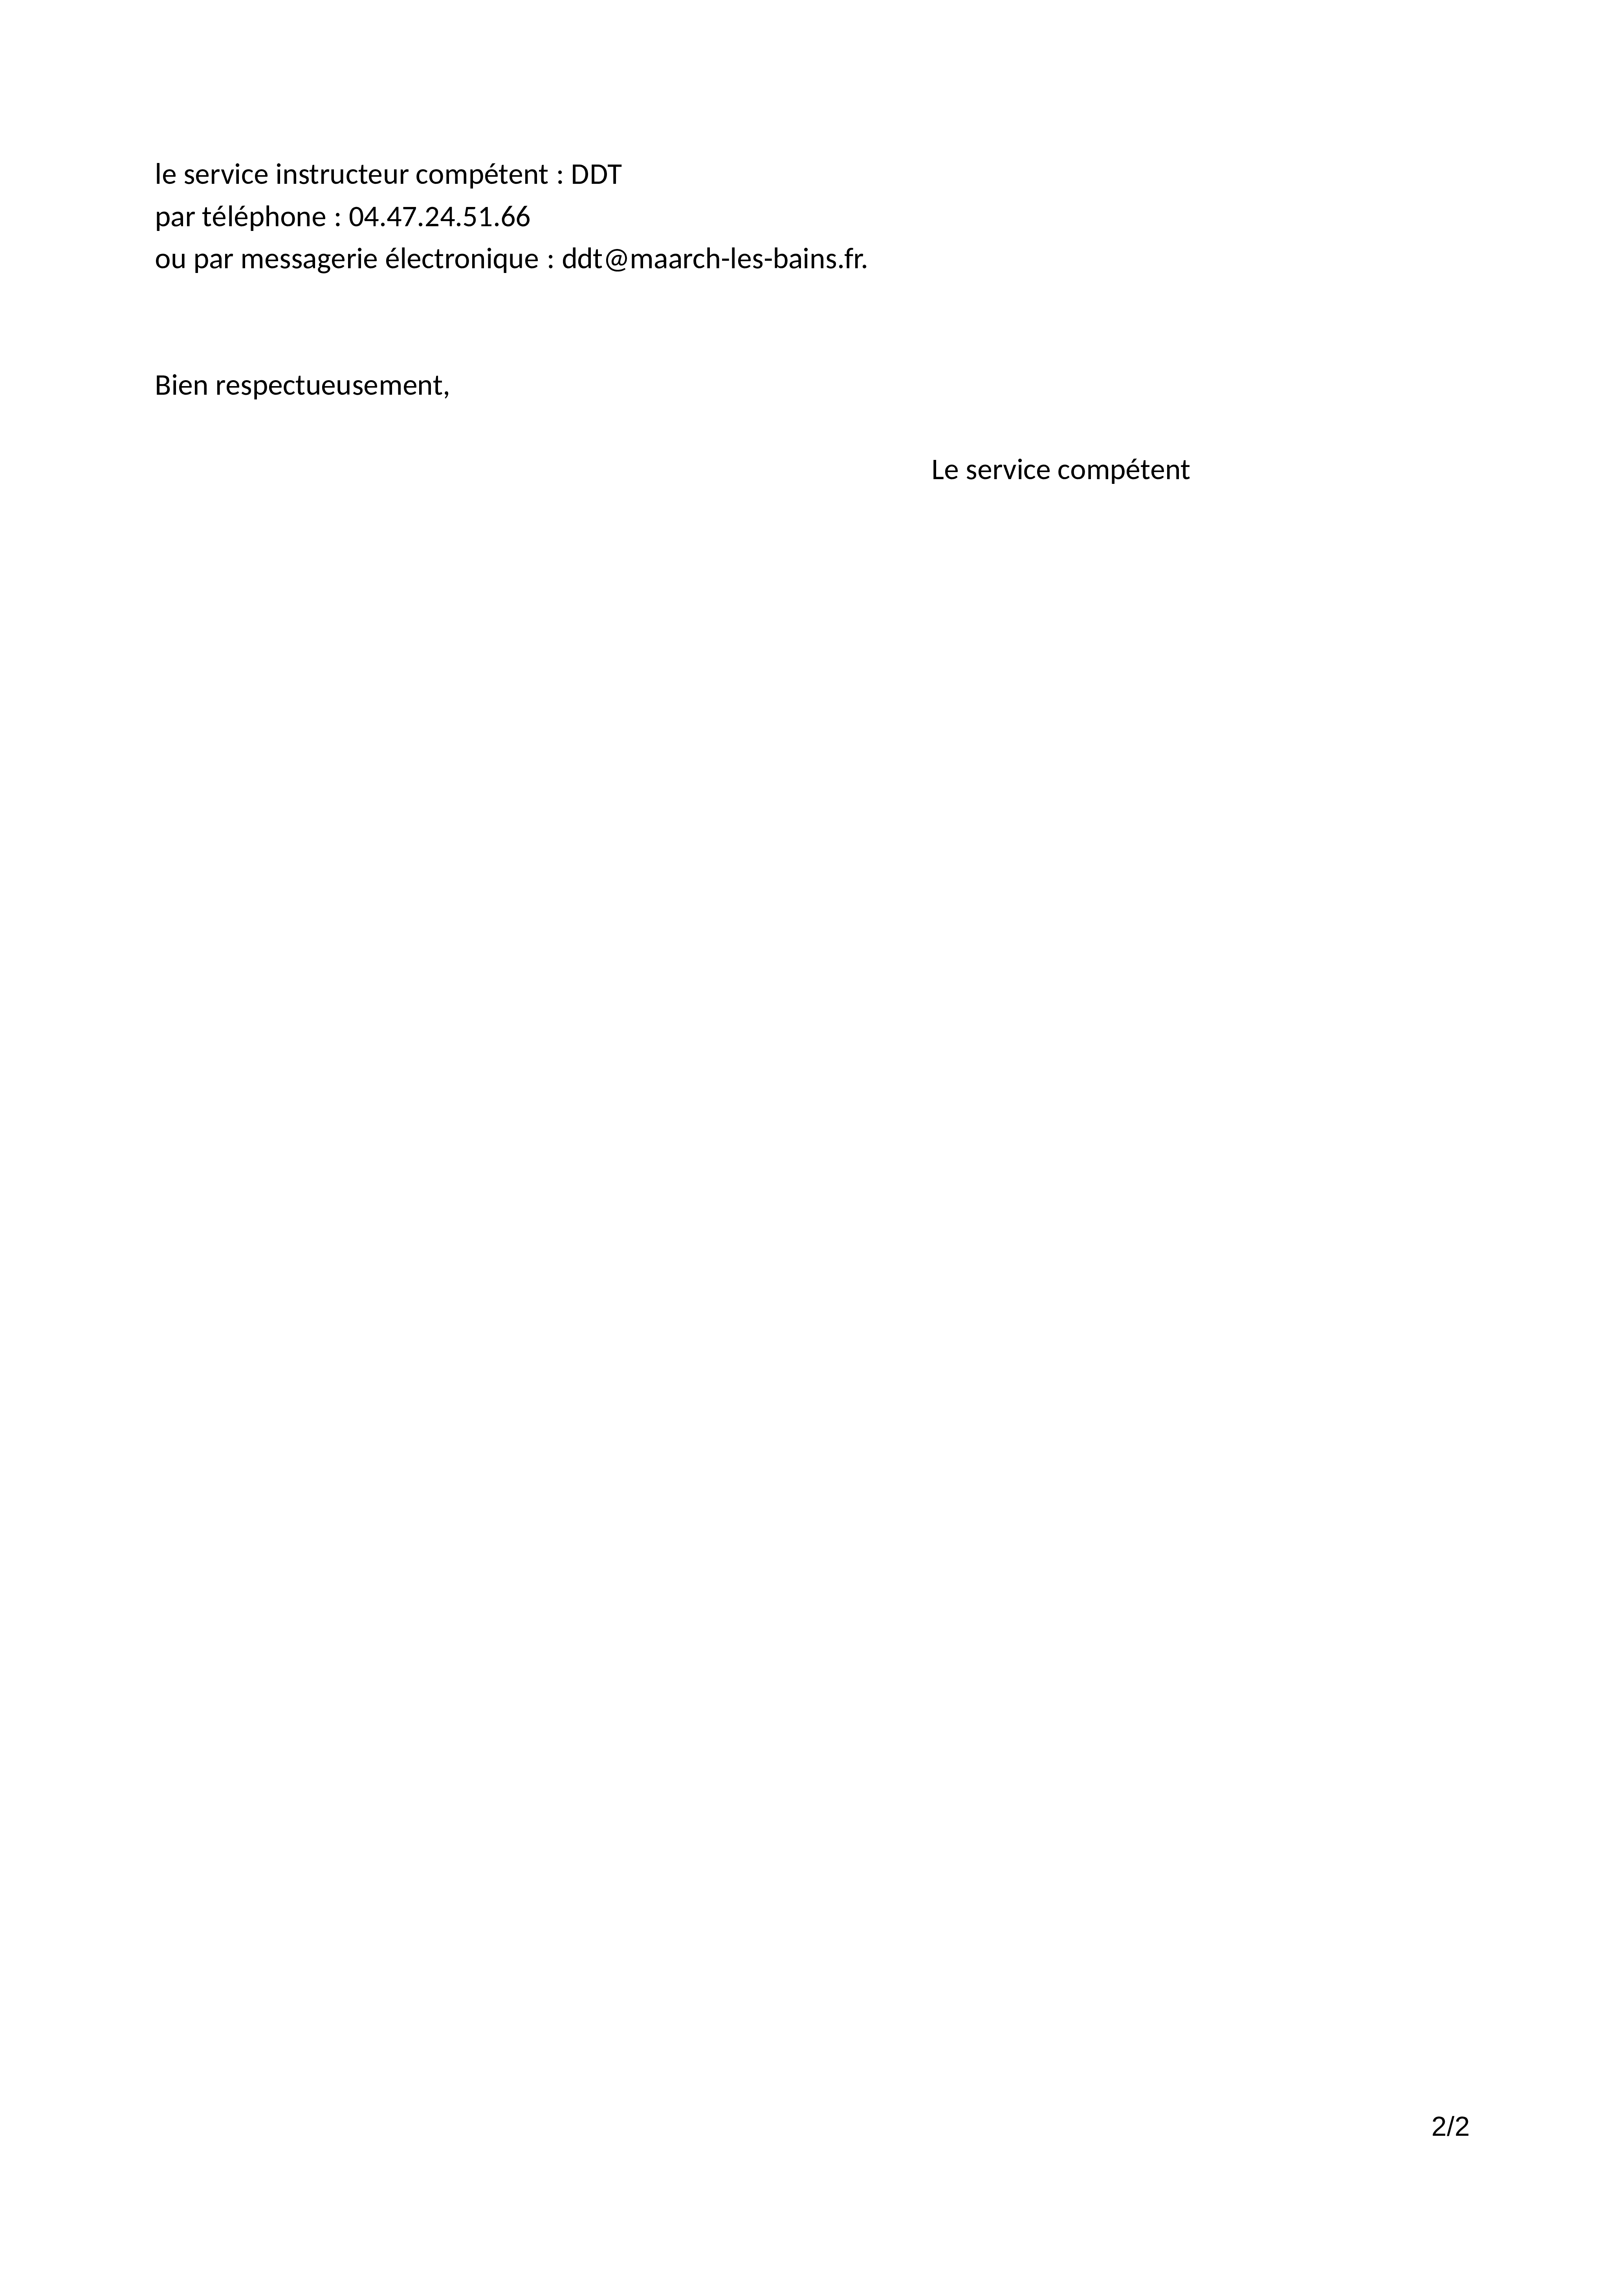 le service instructeur compétent : DDT
par téléphone : 04.47.24.51.66
ou par messagerie électronique : ddt@maarch-les-bains.fr.
Bien respectueusement,
Le service compétent
2/2